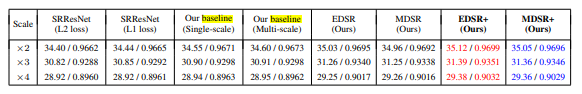 Scale SRResNet (L2 loss) SRResNet (L1 loss) Our baseline (Single-scale) Our baseline (Multi-scale) EDSR (Ours) MDSR (Ours) EDSR+ (Ours) MDSR+ (Ours)
×2 34.40 / 0.9662 34.44 / 0.9665 34.55 / 0.9671 34.60 / 0.9673 35.03 / 0.9695 34.96 / 0.9692 35.12 / 0.9699 35.05 / 0.9696
×3 30.82 / 0.9288 30.85 / 0.9292 30.90 / 0.9298 30.91 / 0.9298 31.26 / 0.9340 31.25 / 0.9338 31.39 / 0.9351 31.36 / 0.9346
×4 28.92 / 0.8960 28.92 / 0.8961 28.94 / 0.8963 28.95 / 0.8962 29.25 / 0.9017 29.26 / 0.9016 29.38 / 0.9032 29.36 / 0.9029